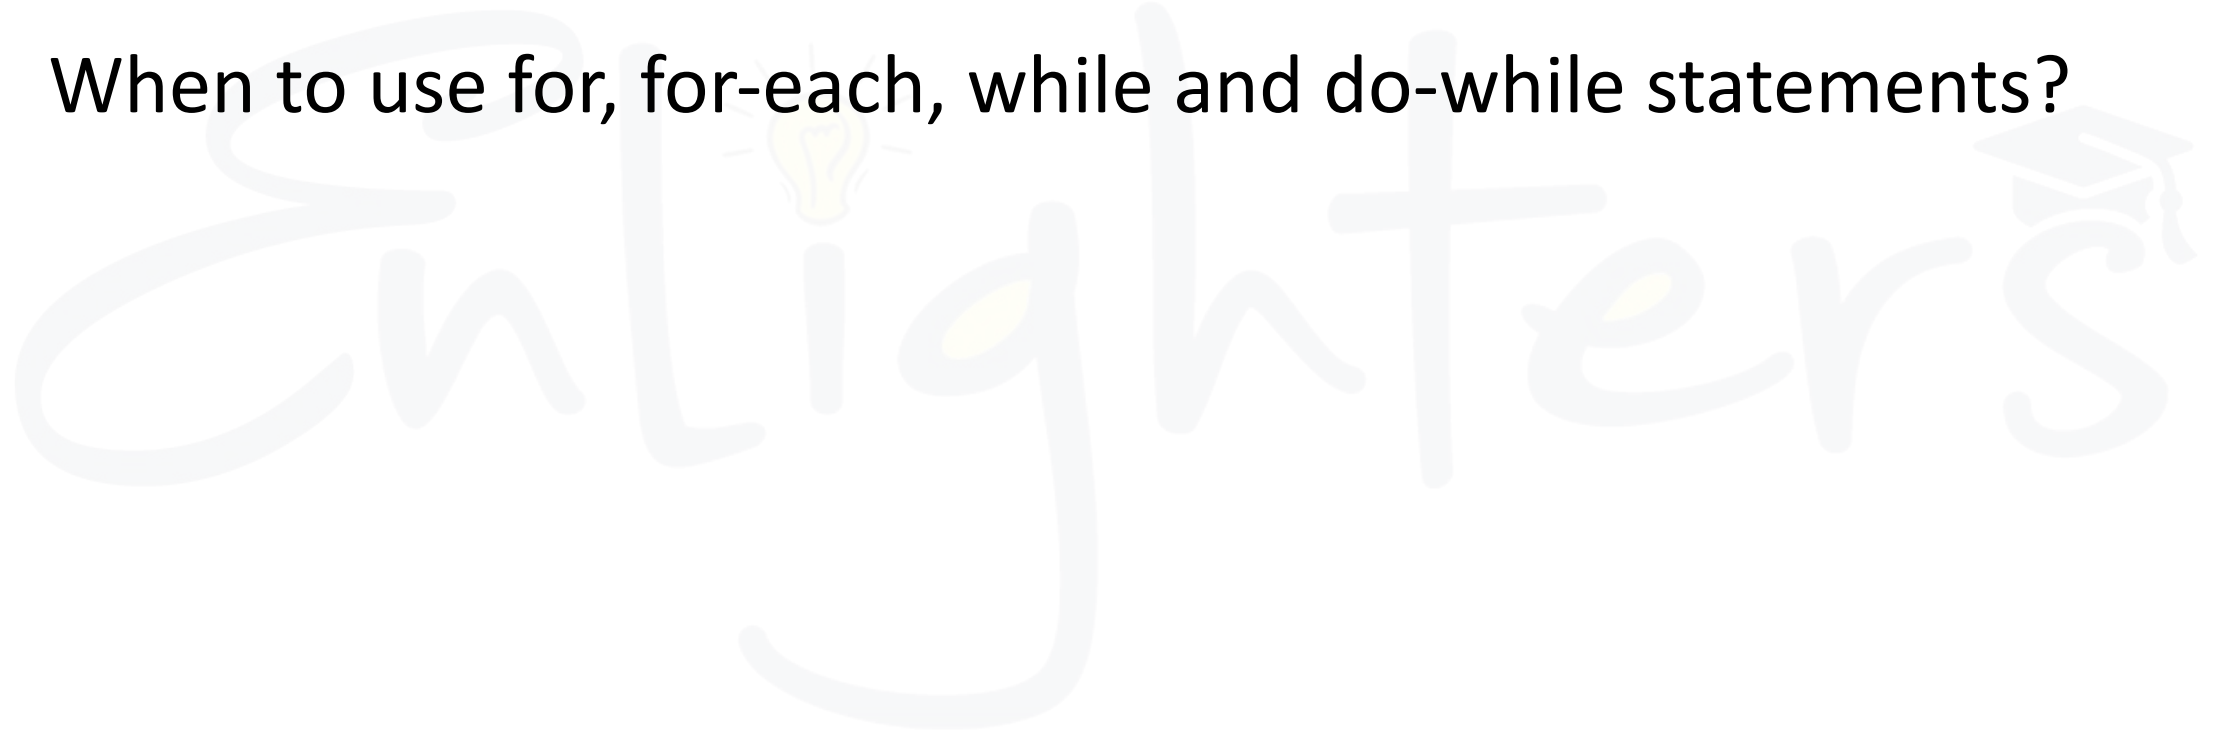 When to use for, for-each, while and do-while statements?
EnLighters